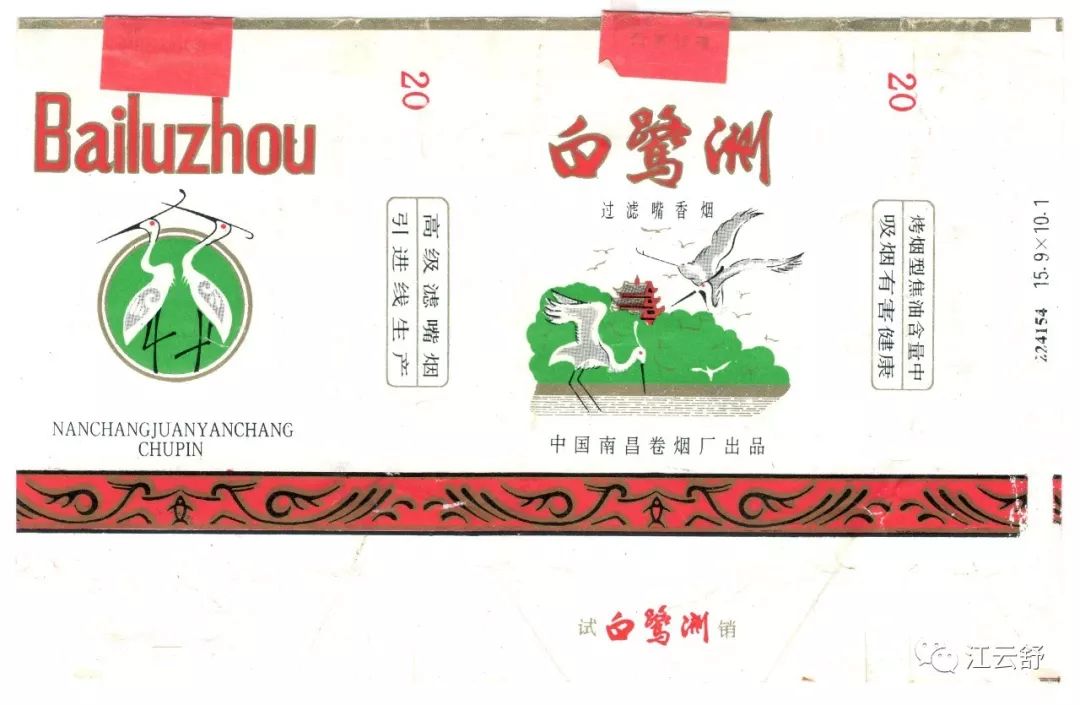 Bailuzhou
NANCHANGJUANYANCHANG
CHUPIN
20
高级滤嘴烟
引进线生产
白鹭洲
过滤嘴香烟
中国南昌卷烟厂出品
20
烤烟型焦油含量中
吸烟有害健康
224154 15.9×10.1
试白鹭洲销
江云舒